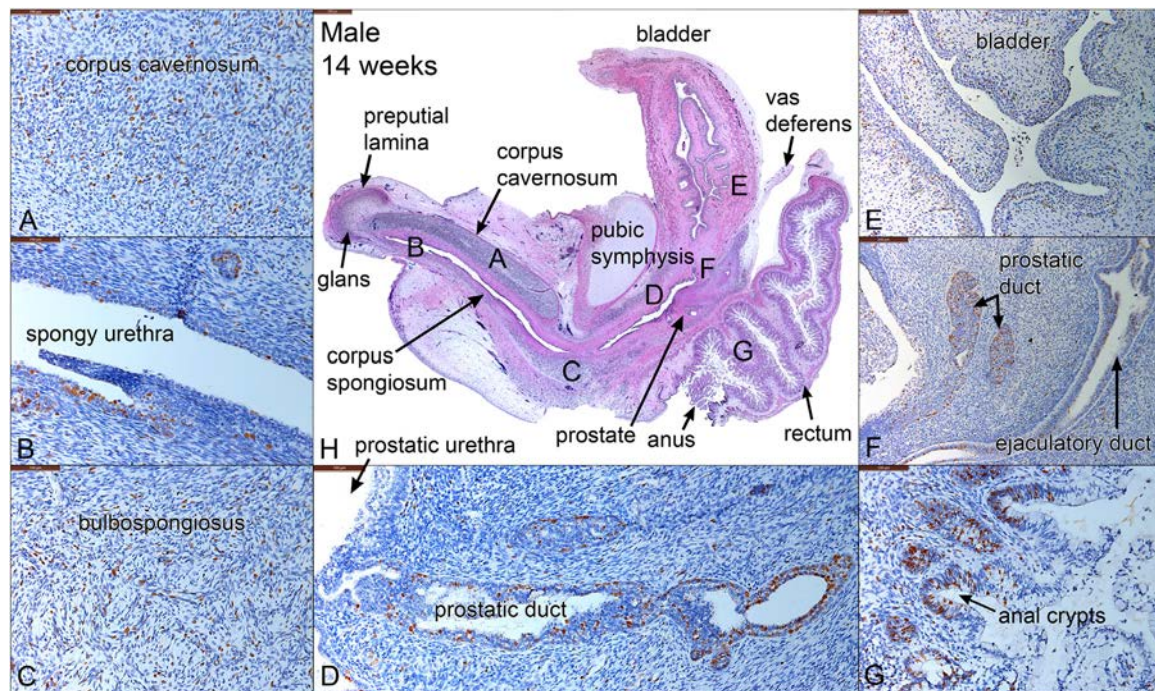 corpus cavernosum
A
spongy urethra
B
bulbospongiosus
C
Male
14 weeks
bladder
preputial
lamina
corpus
cavernosum
vas
deferens
E
B
A
pubic
symphysis
F
D
glans
G
corpus
spongiosum
C
H
prostate
anus
rectum
prostatic urethra
prostatic duct
D
bladder
E
prostatic
duct
F
ejaculatory duct
anal crypts
G